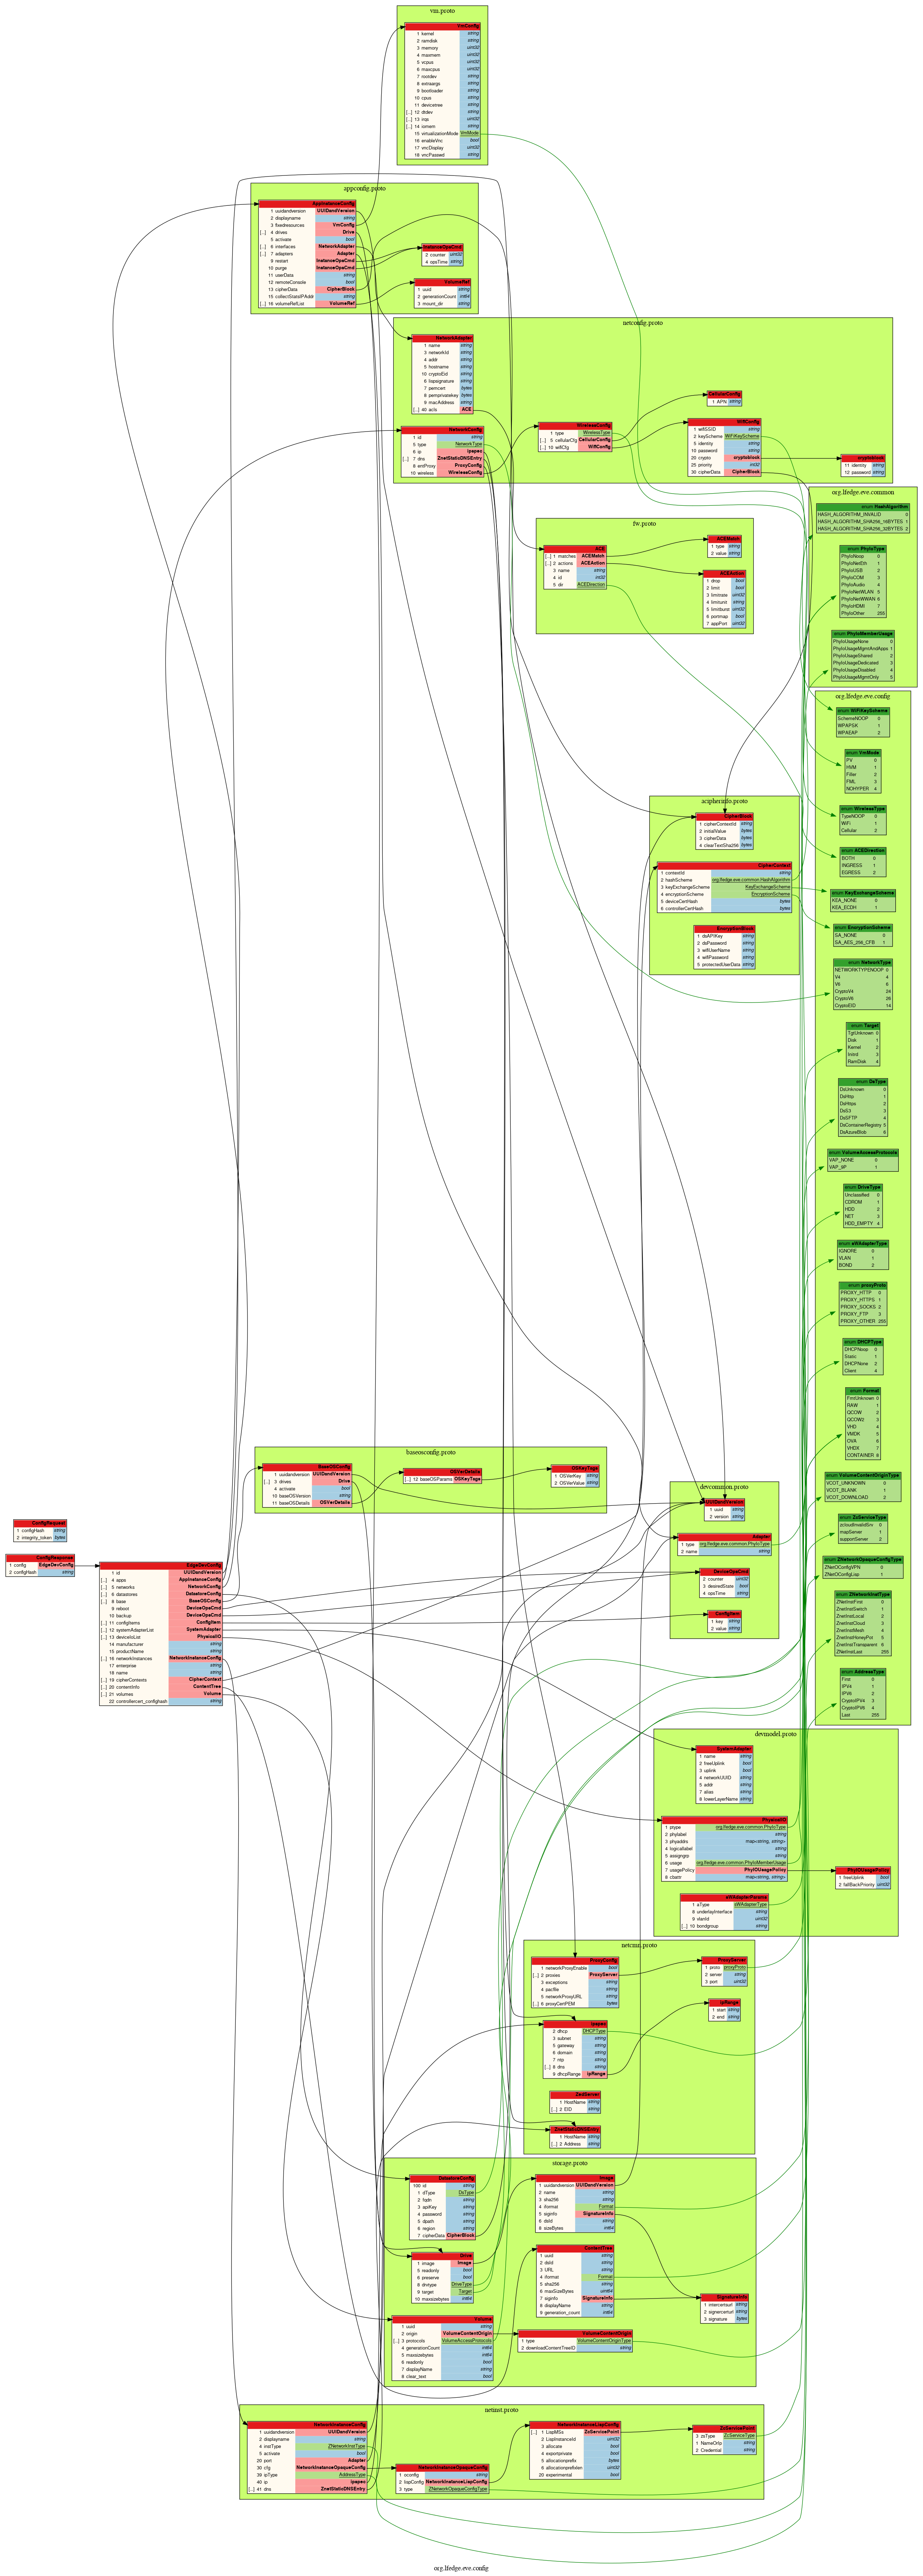 vm.proto
VmConfig
1 kernel string
2 ramdisk string
3 memory uint32
4 maxmem uint32
5 vcpus uint32
6 maxcpus uint32
7 rootdev string
8 extraargs string
9 bootloader string
10 cpus string
11 devicetree string
[...] 12 dtdev string
[...] 13 irqs uint32
[...] 14 iomem string
15 virtualizationMode VmMode
16 enableVnc bool
17 vncDisplay uint32
18 vncPasswd string
appconfig.proto
AppInstanceConfig
1 uuidandversion UUIDandVersion
2 displayname string
3 fixedresources VmConfig
[...] 4 drives Drive
5 activate bool
[...] 6 interfaces NetworkAdapter
[...] 7 adapters Adapter
9 restart InstanceOpsCmd
10 purge InstanceOpsCmd
11 userData string
12 remoteConsole bool
13 cipherData CipherBlock
15 collectStatsIPAddr string
[...] 16 volumeRefList VolumeRef
InstanceOpsCmd
2 counter uint32
4 opsTime string
VolumeRef
1 uuid string
2 generationCount int64
3 mount_dir string
netconfig.proto
NetworkAdapter
1 name string
3 networkId string
4 addr string
5 hostname string
10 cryptoEid string
6 lispsignature string
7 pemcert bytes
8 pemprivatekey bytes
9 macAddress string
[...] 40 acls ACE
NetworkConfig
1 id string
5 type NetworkType
6 ip ipspec
[...] 7 dns ZnetStaticDNSEntry
8 entProxy ProxyConfig
10 wireless WirelessConfig
WirelessConfig
1 type WirelessType
[...] 5 cellularCfg CellularConfig
[...] 10 wifiCfg WifiConfig
CellularConfig
1 APN string
WifiConfig
1 wifiSSID string
2 keyScheme WiFiKeyScheme
5 identity string
10 password string
20 crypto cryptoblock
25 priority int32
30 cipherData CipherBlock
cryptoblock
11 identity string
12 password string
fw.proto
ACE
[...] 1 matches ACEMatch
[...] 2 actions ACEAction
3 name string
4 id int32
5 dir ACEDirection
ACEMatch
1 type string
2 value string
ACEAction
1 drop bool
2 limit bool
3 limitrate uint32
4 limitunit string
5 limitburst uint32
6 portmap bool
7 appPort uint32
org.lfedge.eve.common
enum HashAlgorithm
HASH_ALGORITHM_INVALID 0
HASH_ALGORITHM_SHA256_16BYTES 1
HASH_ALGORITHM_SHA256_32BYTES 2
enum PhyIoType
PhyIoNoop 0
PhyIoNetEth 1
PhyIoUSB 2
PhyIoCOM 3
PhyIoAudio 4
PhyIoNetWLAN 5
PhyIoNetWWAN 6
PhyIoHDMI 7
PhyIoOther 255
enum PhyIoMemberUsage
PhyIoUsageNone 0
PhyIoUsageMgmtAndApps 1
PhyIoUsageShared 2
PhyIoUsageDedicated 3
PhyIoUsageDisabled 4
PhyIoUsageMgmtOnly 5
org.lfedge.eve.config
enum WiFiKeyScheme
SchemeNOOP 0
WPAPSK 1
WPAEAP 2
enum VmMode
PV 0
HVM 1
Filler 2
FML 3
NOHYPER 4
enum WirelessType
TypeNOOP 0
WiFi 1
Cellular 2
enum ACEDirection
BOTH 0
INGRESS 1
EGRESS 2
enum KeyExchangeScheme
KEA_NONE 0
KEA_ECDH 1
enum EncryptionScheme
SA_NONE 0
SA_AES_256_CFB 1
enum NetworkType
NETWORKTYPENOOP 0
V4 4
V6 6
CryptoV4 24
CryptoV6 26
CryptoEID 14
enum Target
TgtUnknown 0
Disk 1
Kernel 2
Initrd 3
RamDisk 4
enum DsType
DsUnknown 0
DsHttp 1
DsHttps 2
DsS3 3
DsSFTP 4
DsContainerRegistry 5
DsAzureBlob 6
enum VolumeAccessProtocols
VAP_NONE 0
VAP_9P 1
enum DriveType
Unclassified 0
CDROM 1
HDD 2
NET 3
HDD_EMPTY 4
enum sWAdapterType
IGNORE 0
VLAN 1
BOND 2
enum proxyProto
PROXY_HTTP 0
PROXY_HTTPS 1
PROXY_SOCKS 2
PROXY_FTP 3
PROXY_OTHER 255
enum DHCPType
DHCPNoop 0
Static 1
DHCPNone 2
Client 4
enum Format
FmtUnknown 0
RAW 1
QCOW 2
QCOW2 3
VHD 4
VMDK 5
OVA 6
VHDX 7
CONTAINER 8
enum VolumeContentOriginType
VCOT_UNKNOWN 0
VCOT_BLANK 1
VCOT_DOWNLOAD 2
enum ZcServiceType
zcloudInvalidSrv 0
mapServer 1
supportServer 2
enum ZNetworkOpaqueConfigType
ZNetOConfigVPN 0
ZNetOConfigLisp 1
enum ZNetworkInstType
ZNetInstFirst 0
ZnetInstSwitch 1
ZnetInstLocal 2
ZnetInstCloud 3
ZnetInstMesh 4
ZnetInstHoneyPot 5
ZnetInstTransparent 6
ZNetInstLast 255
enum AddressType
First 0
IPV4 1
IPV6 2
CryptoIPV4 3
CryptoIPV6 4
Last 255
acipherinfo.proto
CipherBlock
1 cipherContextId string
2 initialValue bytes
3 cipherData bytes
4 clearTextSha256 bytes
CipherContext
1 contextId string
2 hashScheme org.lfedge.eve.common.HashAlgorithm
3 keyExchangeScheme KeyExchangeScheme
4 encryptionScheme EncryptionScheme
5 deviceCertHash bytes
6 controllerCertHash bytes
EncryptionBlock
1 dsAPIKey string
2 dsPassword string
3 wifiUserName string
4 wifiPassword string
5 protectedUserData string
baseosconfig.proto
BaseOSConfig
1 uuidandversion UUIDandVersion
[...] 3 drives Drive
4 activate bool
10 baseOSVersion string
11 baseOSDetails OSVerDetails
OSVerDetails
[...] 12 baseOSParams OSKeyTags
OSKeyTags
1 OSVerKey string
2 OSVerValue string
devcommon.proto
UUIDandVersion
1 uuid string
2 version string
Adapter
1 type org.lfedge.eve.common.PhyIoType
2 name string
DeviceOpsCmd
2 counter uint32
3 desiredState bool
4 opsTime string
ConfigItem
1 key string
2 value string
ConfigRequest
1 configHash string
2 integrity_token bytes
ConfigResponse
1 config EdgeDevConfig
2 configHash string
EdgeDevConfig
1 id UUIDandVersion
[...] 4 apps AppInstanceConfig
[...] 5 networks NetworkConfig
[...] 6 datastores DatastoreConfig
[...] 8 base BaseOSConfig
9 reboot DeviceOpsCmd
10 backup DeviceOpsCmd
[...] 11 configItems ConfigItem
[...] 12 systemAdapterList SystemAdapter
[...] 13 deviceIoList PhysicalIO
14 manufacturer string
15 productName string
[...] 16 networkInstances NetworkInstanceConfig
17 enterprise string
18 name string
[...] 19 cipherContexts CipherContext
[...] 20 contentInfo ContentTree
[...] 21 volumes Volume
22 controllercert_confighash string
devmodel.proto
SystemAdapter
1 name string
2 freeUplink bool
3 uplink bool
4 networkUUID string
5 addr string
7 alias string
8 lowerLayerName string
PhysicalIO
1 ptype org.lfedge.eve.common.PhyIoType
2 phylabel string
3 phyaddrs map<string, string>
4 logicallabel string
5 assigngrp string
6 usage org.lfedge.eve.common.PhyIoMemberUsage
7 usagePolicy PhyIOUsagePolicy
8 cbattr map<string, string>
PhyIOUsagePolicy
1 freeUplink bool
2 fallBackPriority uint32
sWAdapterParams
1 aType sWAdapterType
8 underlayInterface string
9 vlanId uint32
[...] 10 bondgroup string
netcmn.proto
ProxyConfig
1 networkProxyEnable bool
[...] 2 proxies ProxyServer
3 exceptions string
4 pacfile string
5 networkProxyURL string
[...] 6 proxyCertPEM bytes
ProxyServer
1 proto proxyProto
2 server string
3 port uint32
ipRange
1 start string
2 end string
ipspec
2 dhcp DHCPType
3 subnet string
5 gateway string
6 domain string
7 ntp string
[...] 8 dns string
9 dhcpRange ipRange
ZedServer
1 HostName string
[...] 2 EID string
ZnetStaticDNSEntry
1 HostName string
[...] 2 Address string
storage.proto
DatastoreConfig
100 id string
1 dType DsType
2 fqdn string
3 apiKey string
4 password string
5 dpath string
6 region string
7 cipherData CipherBlock
Image
1 uuidandversion UUIDandVersion
2 name string
3 sha256 string
4 iformat Format
5 siginfo SignatureInfo
6 dsId string
8 sizeBytes int64
Drive
1 image Image
5 readonly bool
6 preserve bool
8 drvtype DriveType
9 target Target
10 maxsizebytes int64
ContentTree
1 uuid string
2 dsId string
3 URL string
4 iformat Format
5 sha256 string
6 maxSizeBytes uint64
7 siginfo SignatureInfo
8 displayName string
9 generation_count int64
SignatureInfo
1 intercertsurl string
2 signercerturl string
3 signature bytes
Volume
1 uuid string
2 origin VolumeContentOrigin
[...] 3 protocols VolumeAccessProtocols
4 generationCount int64
5 maxsizebytes int64
6 readonly bool
7 displayName string
8 clear_text bool
VolumeContentOrigin
1 type VolumeContentOriginType
2 downloadContentTreeID string
netinst.proto
NetworkInstanceConfig
1 uuidandversion UUIDandVersion
2 displayname string
4 instType ZNetworkInstType
5 activate bool
20 port Adapter
30 cfg NetworkInstanceOpaqueConfig
39 ipType AddressType
40 ip ipspec
[...] 41 dns ZnetStaticDNSEntry
NetworkInstanceOpaqueConfig
1 oconfig string
2 lispConfig NetworkInstanceLispConfig
3 type ZNetworkOpaqueConfigType
NetworkInstanceLispConfig
[...] 1 LispMSs ZcServicePoint
2 LispInstanceId uint32
3 allocate bool
4 exportprivate bool
5 allocationprefix bytes
6 allocationprefixlen uint32
20 experimental bool
ZcServicePoint
3 zsType ZcServiceType
1 NameOrIp string
2 Credential string
org.lfedge.eve.config